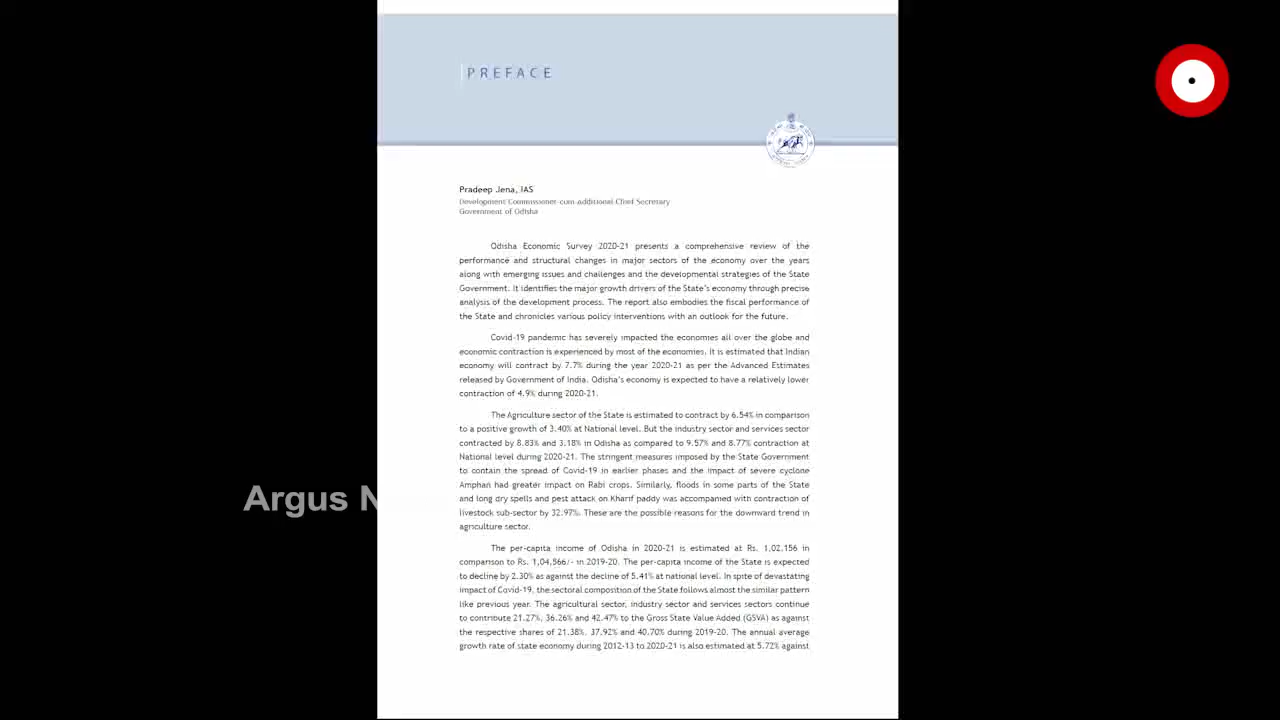 PREFACE
Pradeep Jena, IAS
Development Commissioner-cum-additional Chief Secretary
Government of Odisha
Odisha Economic Survey 2020-21 presents a comprehensive review of the
performance and structural changes in major sectors of the economy over the years
along with emerging issues and challenges and the developmental strategies of the State
Government. It identifies the major growth drivers of the State's economy through precise
analysis of the development process. The report also embodies the fiscal performance of
the State and chronicles various policy interventions with an outlook for the future.
Covid-19 pandemic has severely impacted the economies all over the globe and
economic contraction is experienced by most of the economies. It is estimated that Indian
economy will contract by 7.7% during the year 2020-21 as per the Advanced Estimates
released by Government of India. Odisha's economy is expected to have a relatively lower
contraction of 4.9% during 2020-21.
The Agriculture sector of the State is estimated to contract by 6.54% in comparison
to a positive growth of 3.40% at National level. But the industry sector and services sector
contracted by 8.83% and 3.18% in Odisha as compared to 9.57% and 8.77% contraction at
National level during 2020-21. The stringent measures imposed by the State Government
to contain the spread of Covid-19 in earlier phases and the impact of severe cyclone
Amphan had greater impact on Rabi crops. Similarly, floods in some parts of the State
and long dry spells and pest attack on Kharif paddy was accompanied with contraction of
livestock sub-sector by 32.97%. These are the possible reasons for the downward trend in
agriculture sector.
The per-capita income of Odisha in 2020-21 is estimated at Rs. 1,02,156 in
comparison to Rs. 1,04,566/- in 2019-20. The per-capita income of the State is expected
to decline by 2.30% as against the decline of 5.41% at national level. In spite of devastating
impact of Covid-19, the sectoral composition of the State follows almost the similar pattern
like previous year. The agricultural sector, industry sector and services sectors continue
to contribute 21.27%, 36.26% and 42.47% to the Gross State Value Added (GSVA) as against
the respective shares of 21.38%, 37.92% and 40.70% during 2019-20. The annual average
growth rate of state economy during 2012-13 to 2020-21 is also estimated at 5.72% against
Argus N